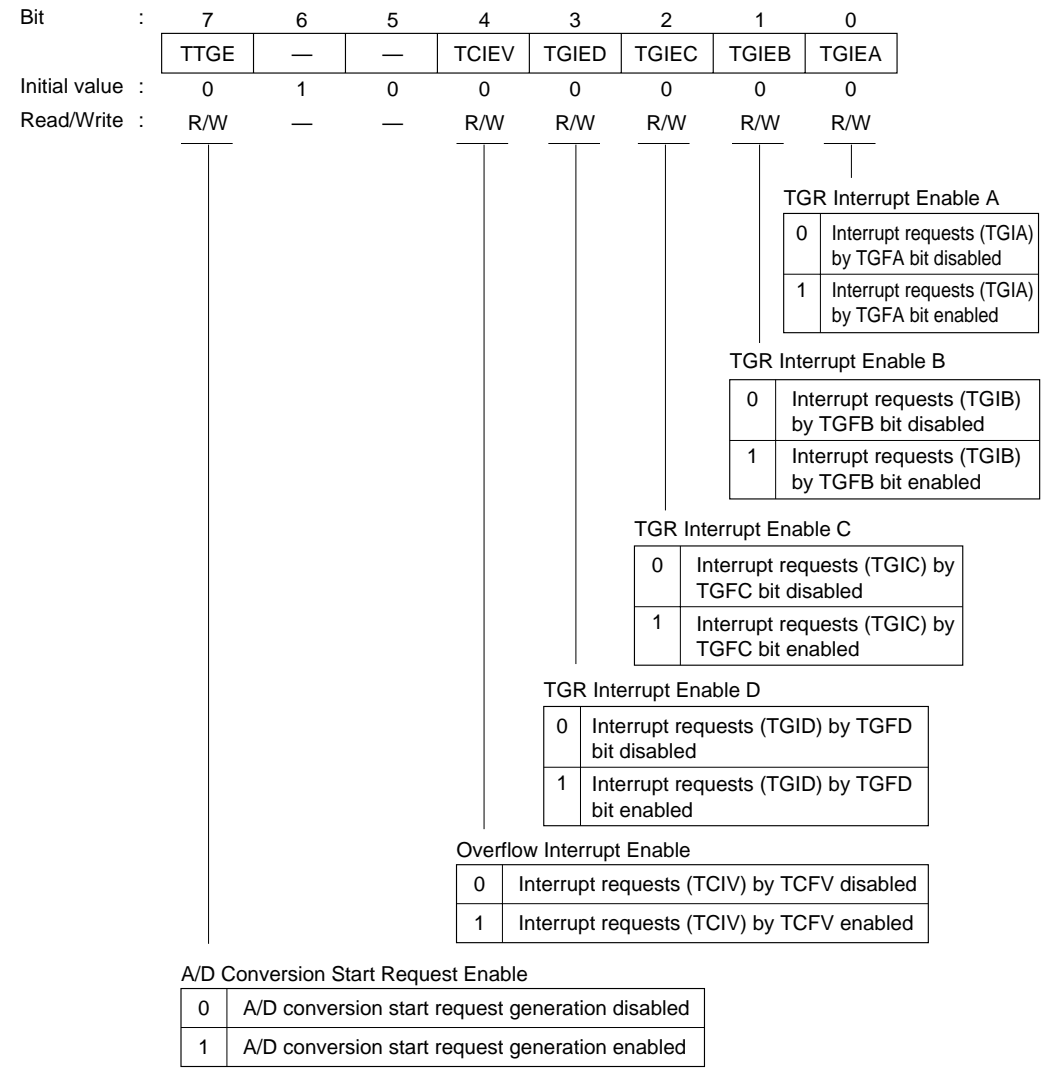 Bit : 7 6 5 4 3 2 1 0
TTGE — — TCIEV TGIED TGIEC TGIEB TGIEA
Initial value : 0 1 0 0 0 0 0 0
Read/Write : R/W — — R/W R/W R/W R/W R/W
TGR Interrupt Enable A
0 Interrupt requests (TGIA)
by TGFA bit disabled
1 Interrupt requests (TGIA)
by TGFA bit enabled
TGR Interrupt Enable B
0 Interrupt requests (TGIB)
by TGFB bit disabled
1 Interrupt requests (TGIB)
by TGFB bit enabled
TGR Interrupt Enable C
0 Interrupt requests (TGIC) by
TGFC bit disabled
1 Interrupt requests (TGIC) by
TGFC bit enabled
TGR Interrupt Enable D
0 Interrupt requests (TGID) by TGFD
bit disabled
1 Interrupt requests (TGID) by TGFD
bit enabled
Overflow Interrupt Enable
0 Interrupt requests (TCIV) by TCFV disabled
1 Interrupt requests (TCIV) by TCFV enabled
A/D Conversion Start Request Enable
0 A/D conversion start request generation disabled
1 A/D conversion start request generation enabled